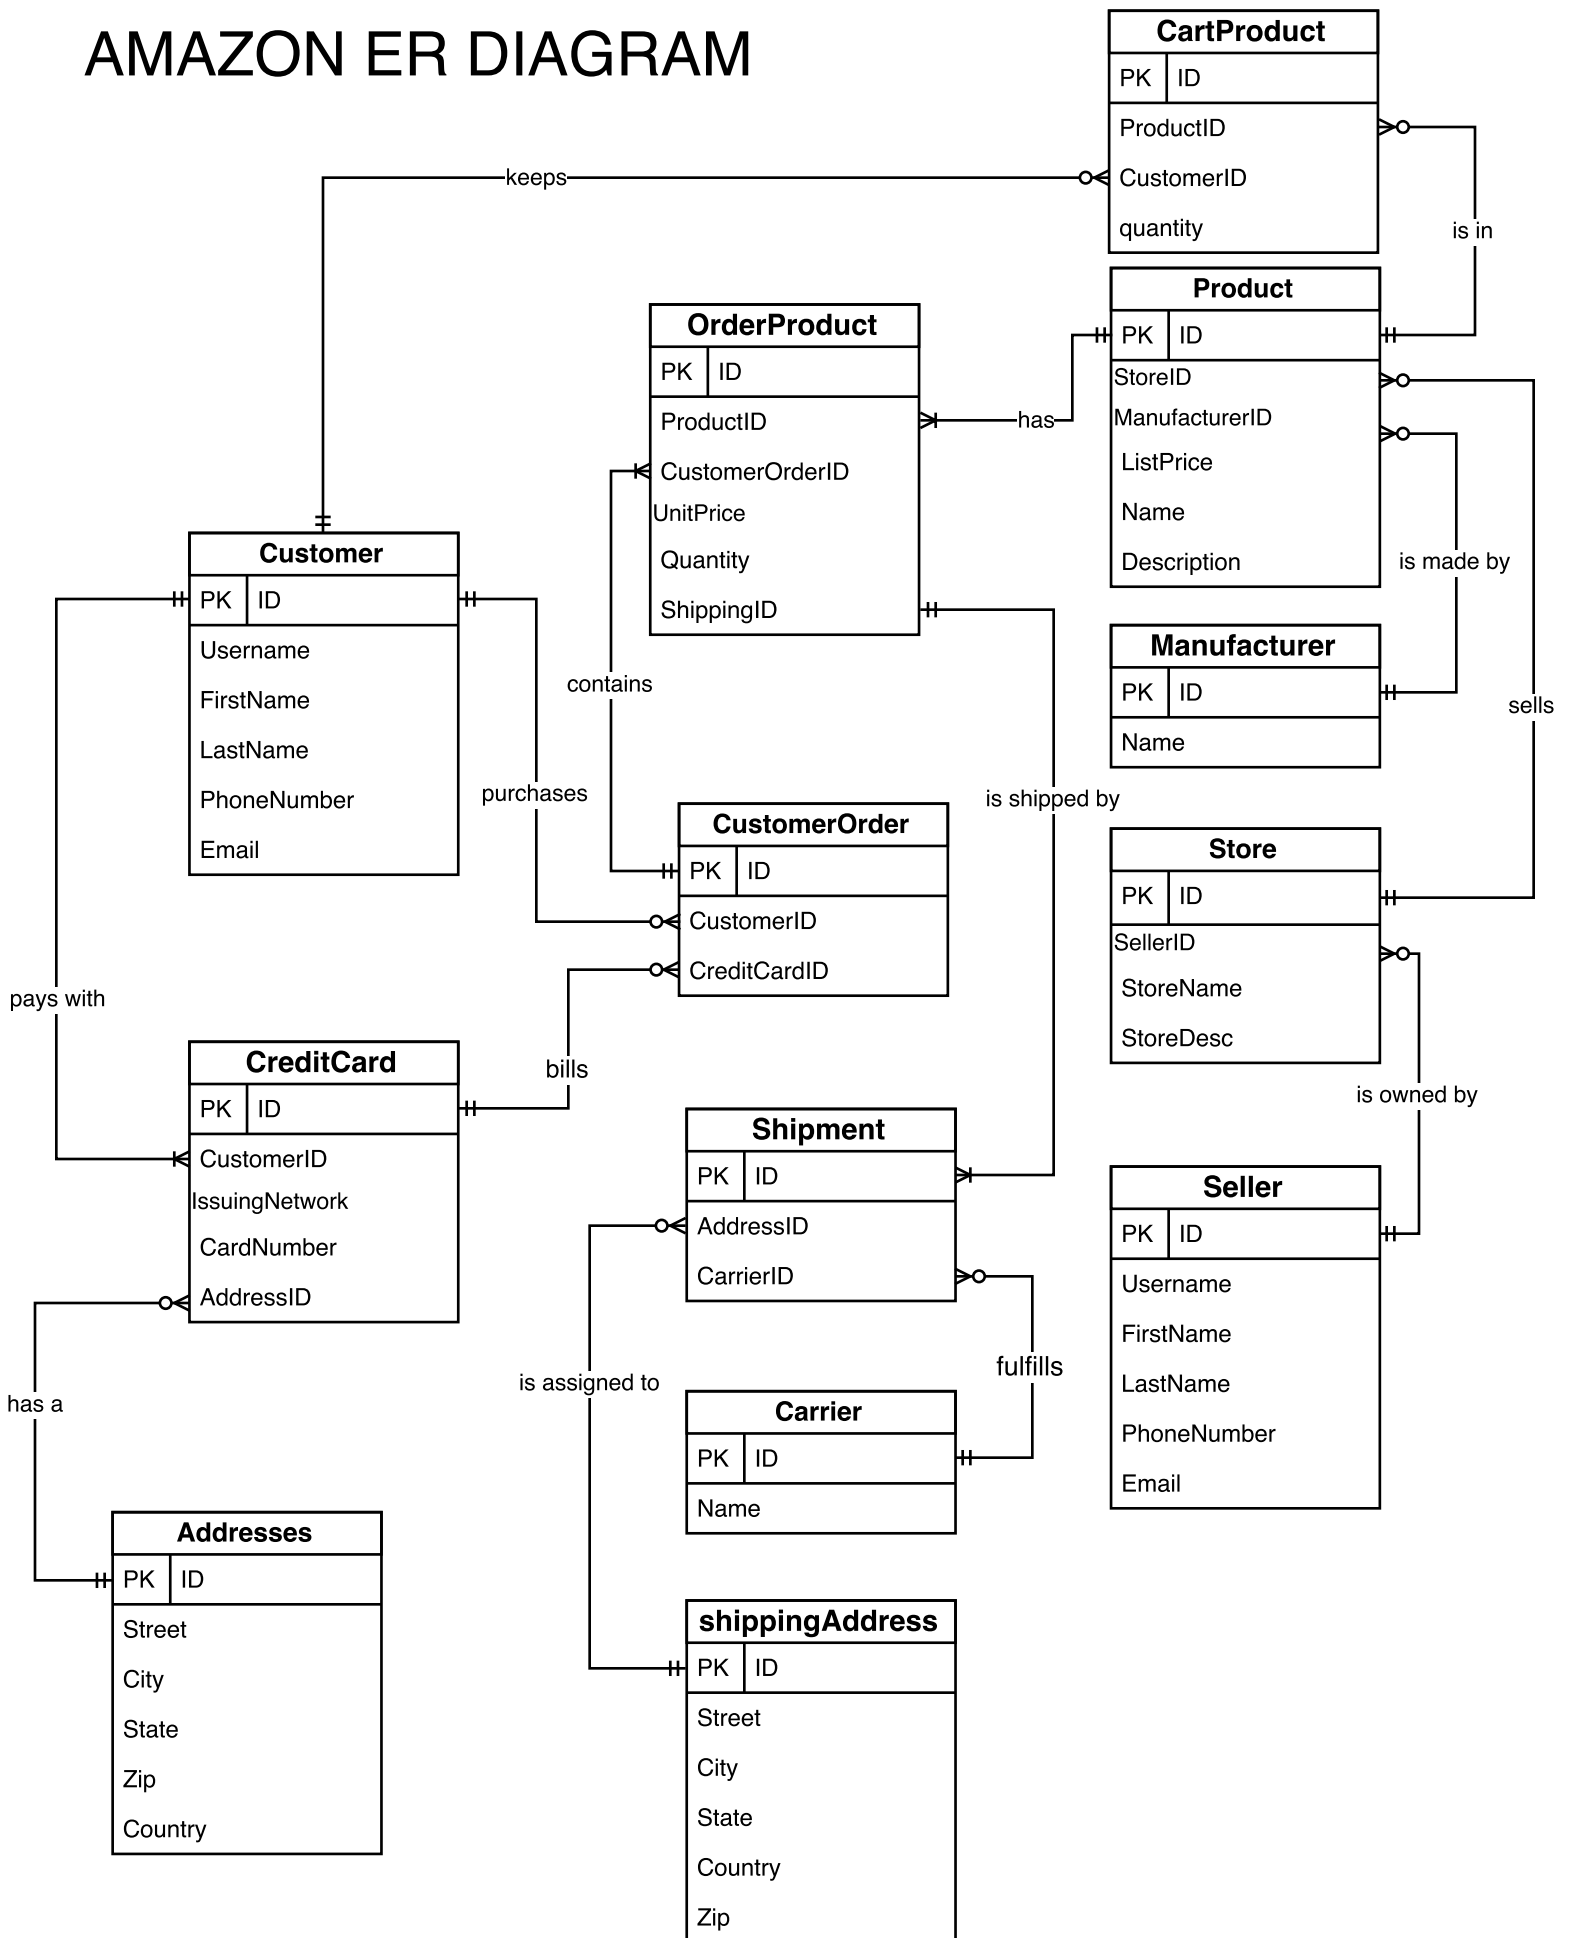 AMAZON ER DIAGRAM
CartProduct
PK ID
ProductID
CustomerID
quantity
keeps
is in
Product
PK ID
StoreID
ManufacturerID
ListPrice
Name
Description
OrderProduct
PK ID
ProductID
CustomerOrderID
UnitPrice
Quantity
ShippingID
has
is made by
sells
Customer
PK ID
Username
FirstName
LastName
PhoneNumber
Email
contains
purchases
is shipped by
Manufacturer
PK ID
Name
CustomerOrder
PK ID
CustomerID
CreditCardID
Store
PK ID
SellerID
StoreName
StoreDesc
pays with
bills
is owned by
CreditCard
PK ID
CustomerID
IssuingNetwork
CardNumber
AddressID
Shipment
PK ID
AddressID
CarrierID
Seller
PK ID
Username
FirstName
LastName
PhoneNumber
Email
has a
is assigned to
fulfills
Carrier
PK ID
Name
Addresses
PK ID
Street
City
State
Zip
Country
shippingAddress
PK ID
Street
City
State
Country
Zip